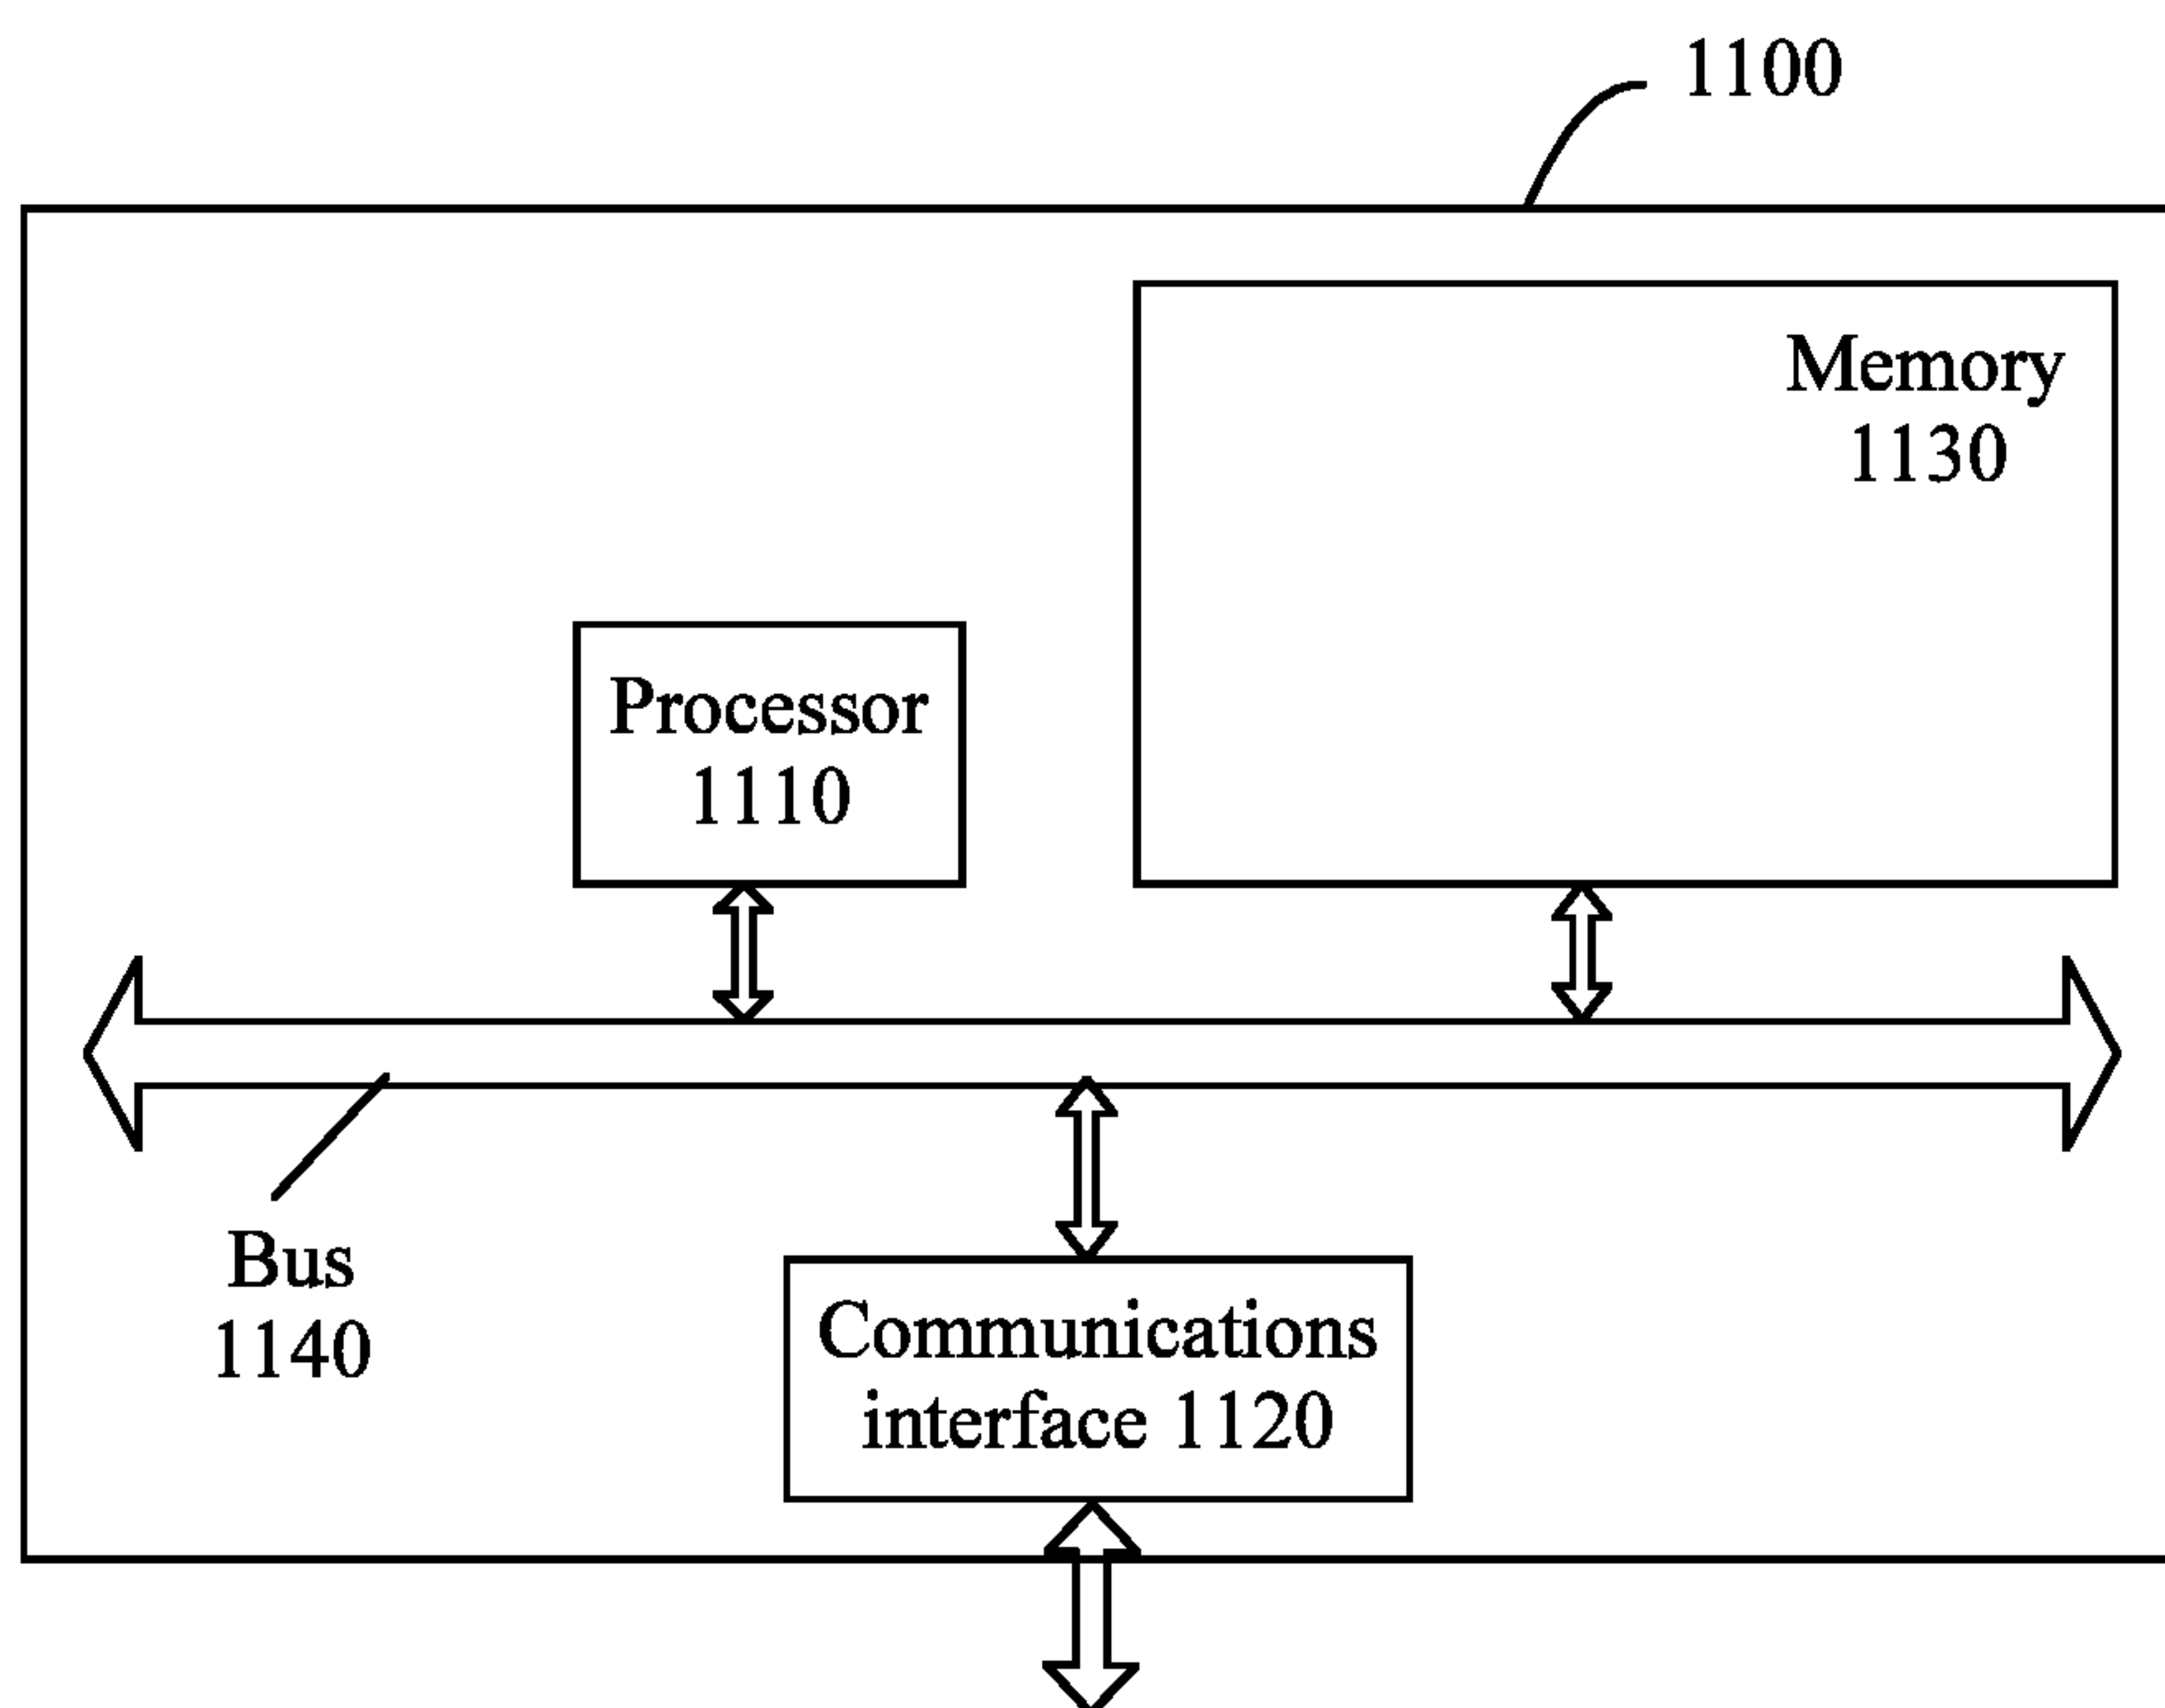 1100
Memory
1130
Processor
1110
Bus
1140
Communications
interface 1120